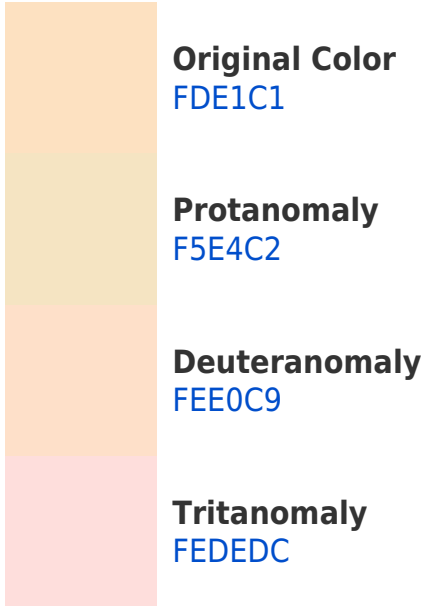 Original Color
FDE1C1
Protanomaly
F5E4C2
Deuteranomaly
FEE0C9
Tritanomaly
FEDEDC